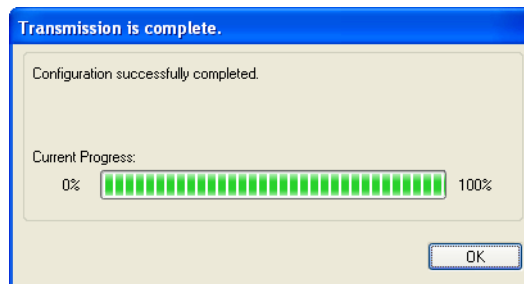 Transmission is complete.
Configuration successfully completed.
Current Progress:
0% 100%
OK